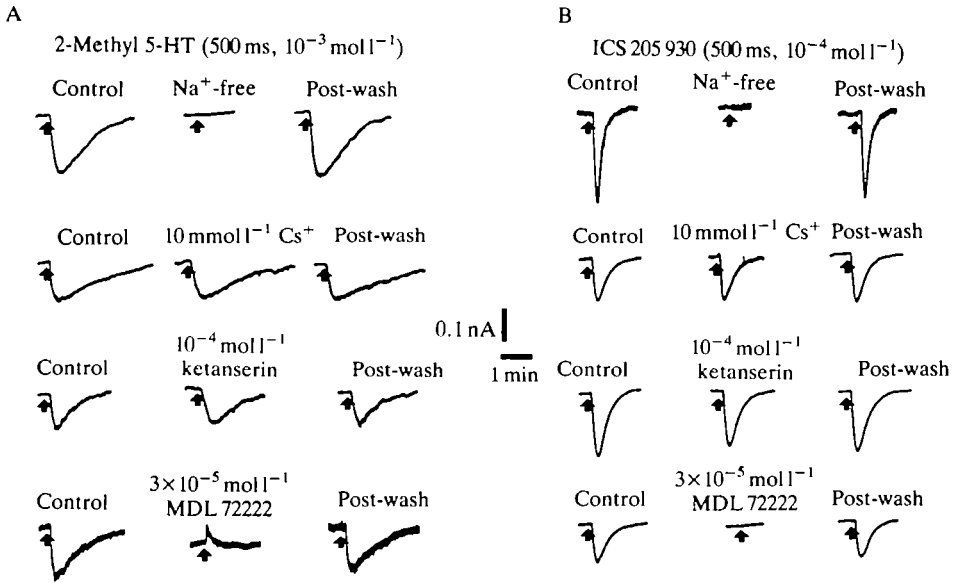 A
2-Methyl 5-HT (500 ms, 10⁻³ mol l⁻¹)
Control Na⁺-free Post-wash
Control 10 mmol l⁻¹ Cs⁺ Post-wash
10⁻⁴ mol l⁻¹
Control ketanserin Post-wash
3×10⁻⁵ mol l⁻¹
Control MDL 72222 Post-wash
0.1 nA
1 min
B
ICS 205 930 (500 ms, 10⁻⁴ mol l⁻¹)
Control Na⁺-free Post-wash
Control 10 mmol l⁻¹ Cs⁺ Post-wash
10⁻⁴ mol l⁻¹
Control ketanserin Post-wash
3×10⁻⁵ mol l⁻¹
Control MDL 72222 Post-wash